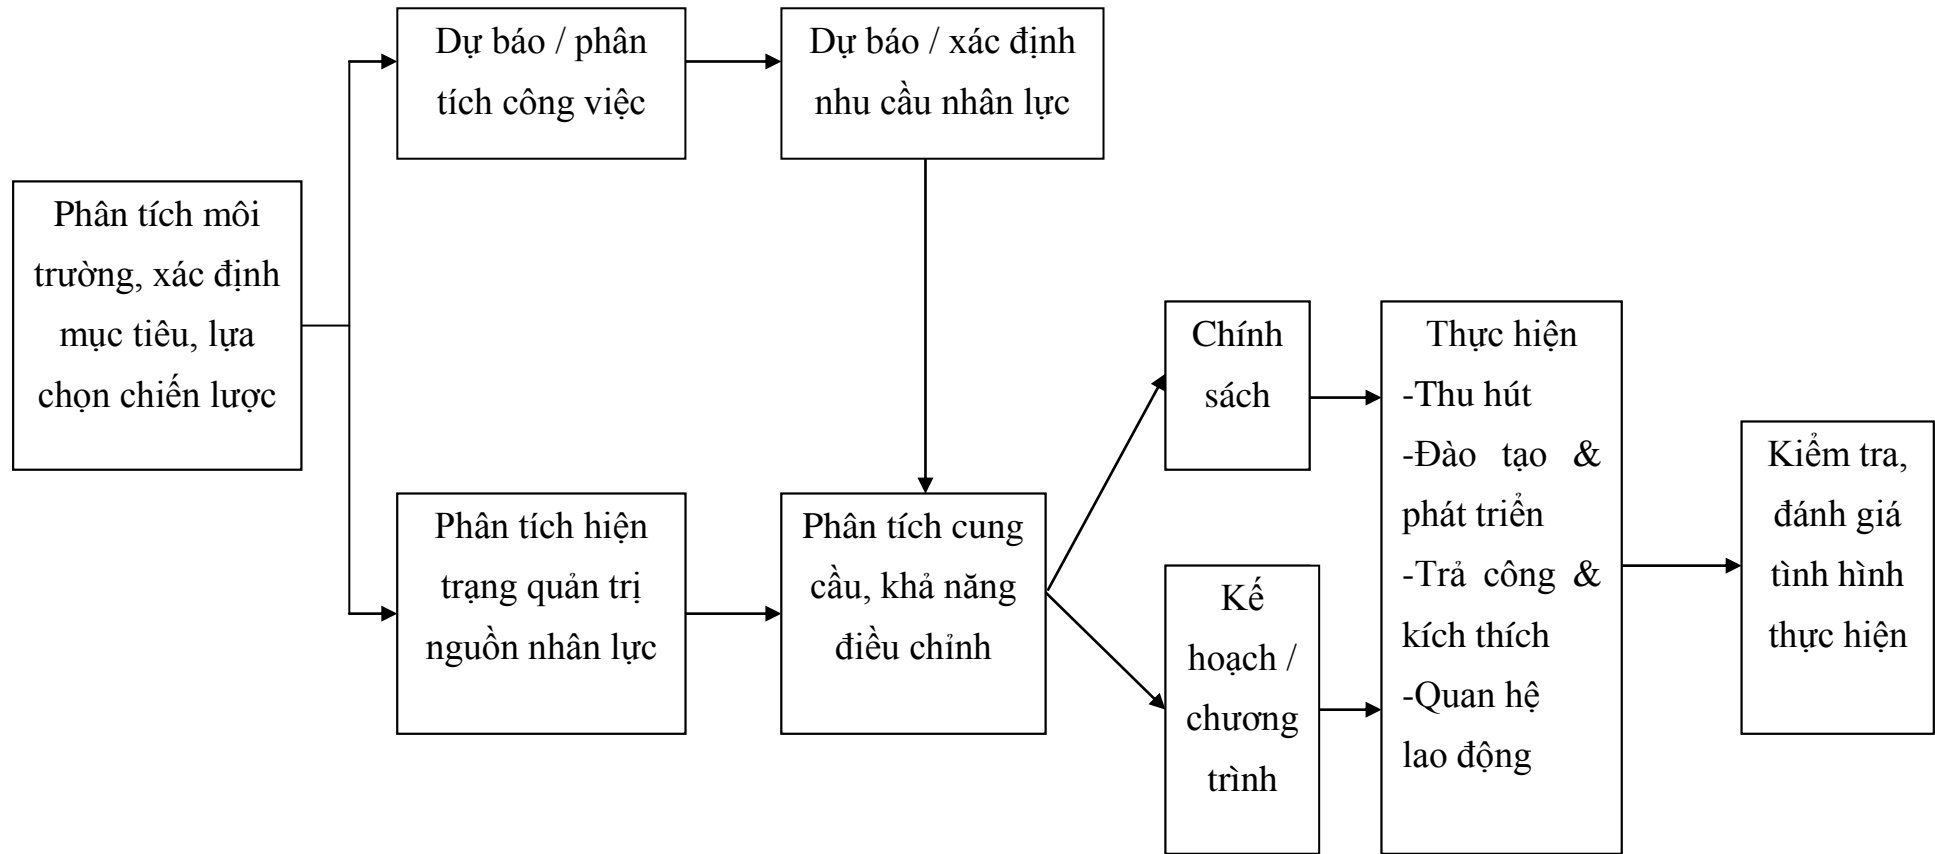 Dự báo / phân
tích công việc
Dự báo / xác định
nhu cầu nhân lực
Phân tích môi
trường, xác định
mục tiêu, lựa
chọn chiến lược
Phân tích hiện
trạng quản trị
nguồn nhân lực
Phân tích cung
cầu, khả năng
điều chỉnh
Chính
sách
Kế
hoạch /
chương
trình
Thực hiện
-Thu hút
-Đào tạo &
phát triển
-Trả công &
kích thích
-Quan hệ
lao động
Kiểm tra,
đánh giá
tình hình
thực hiện